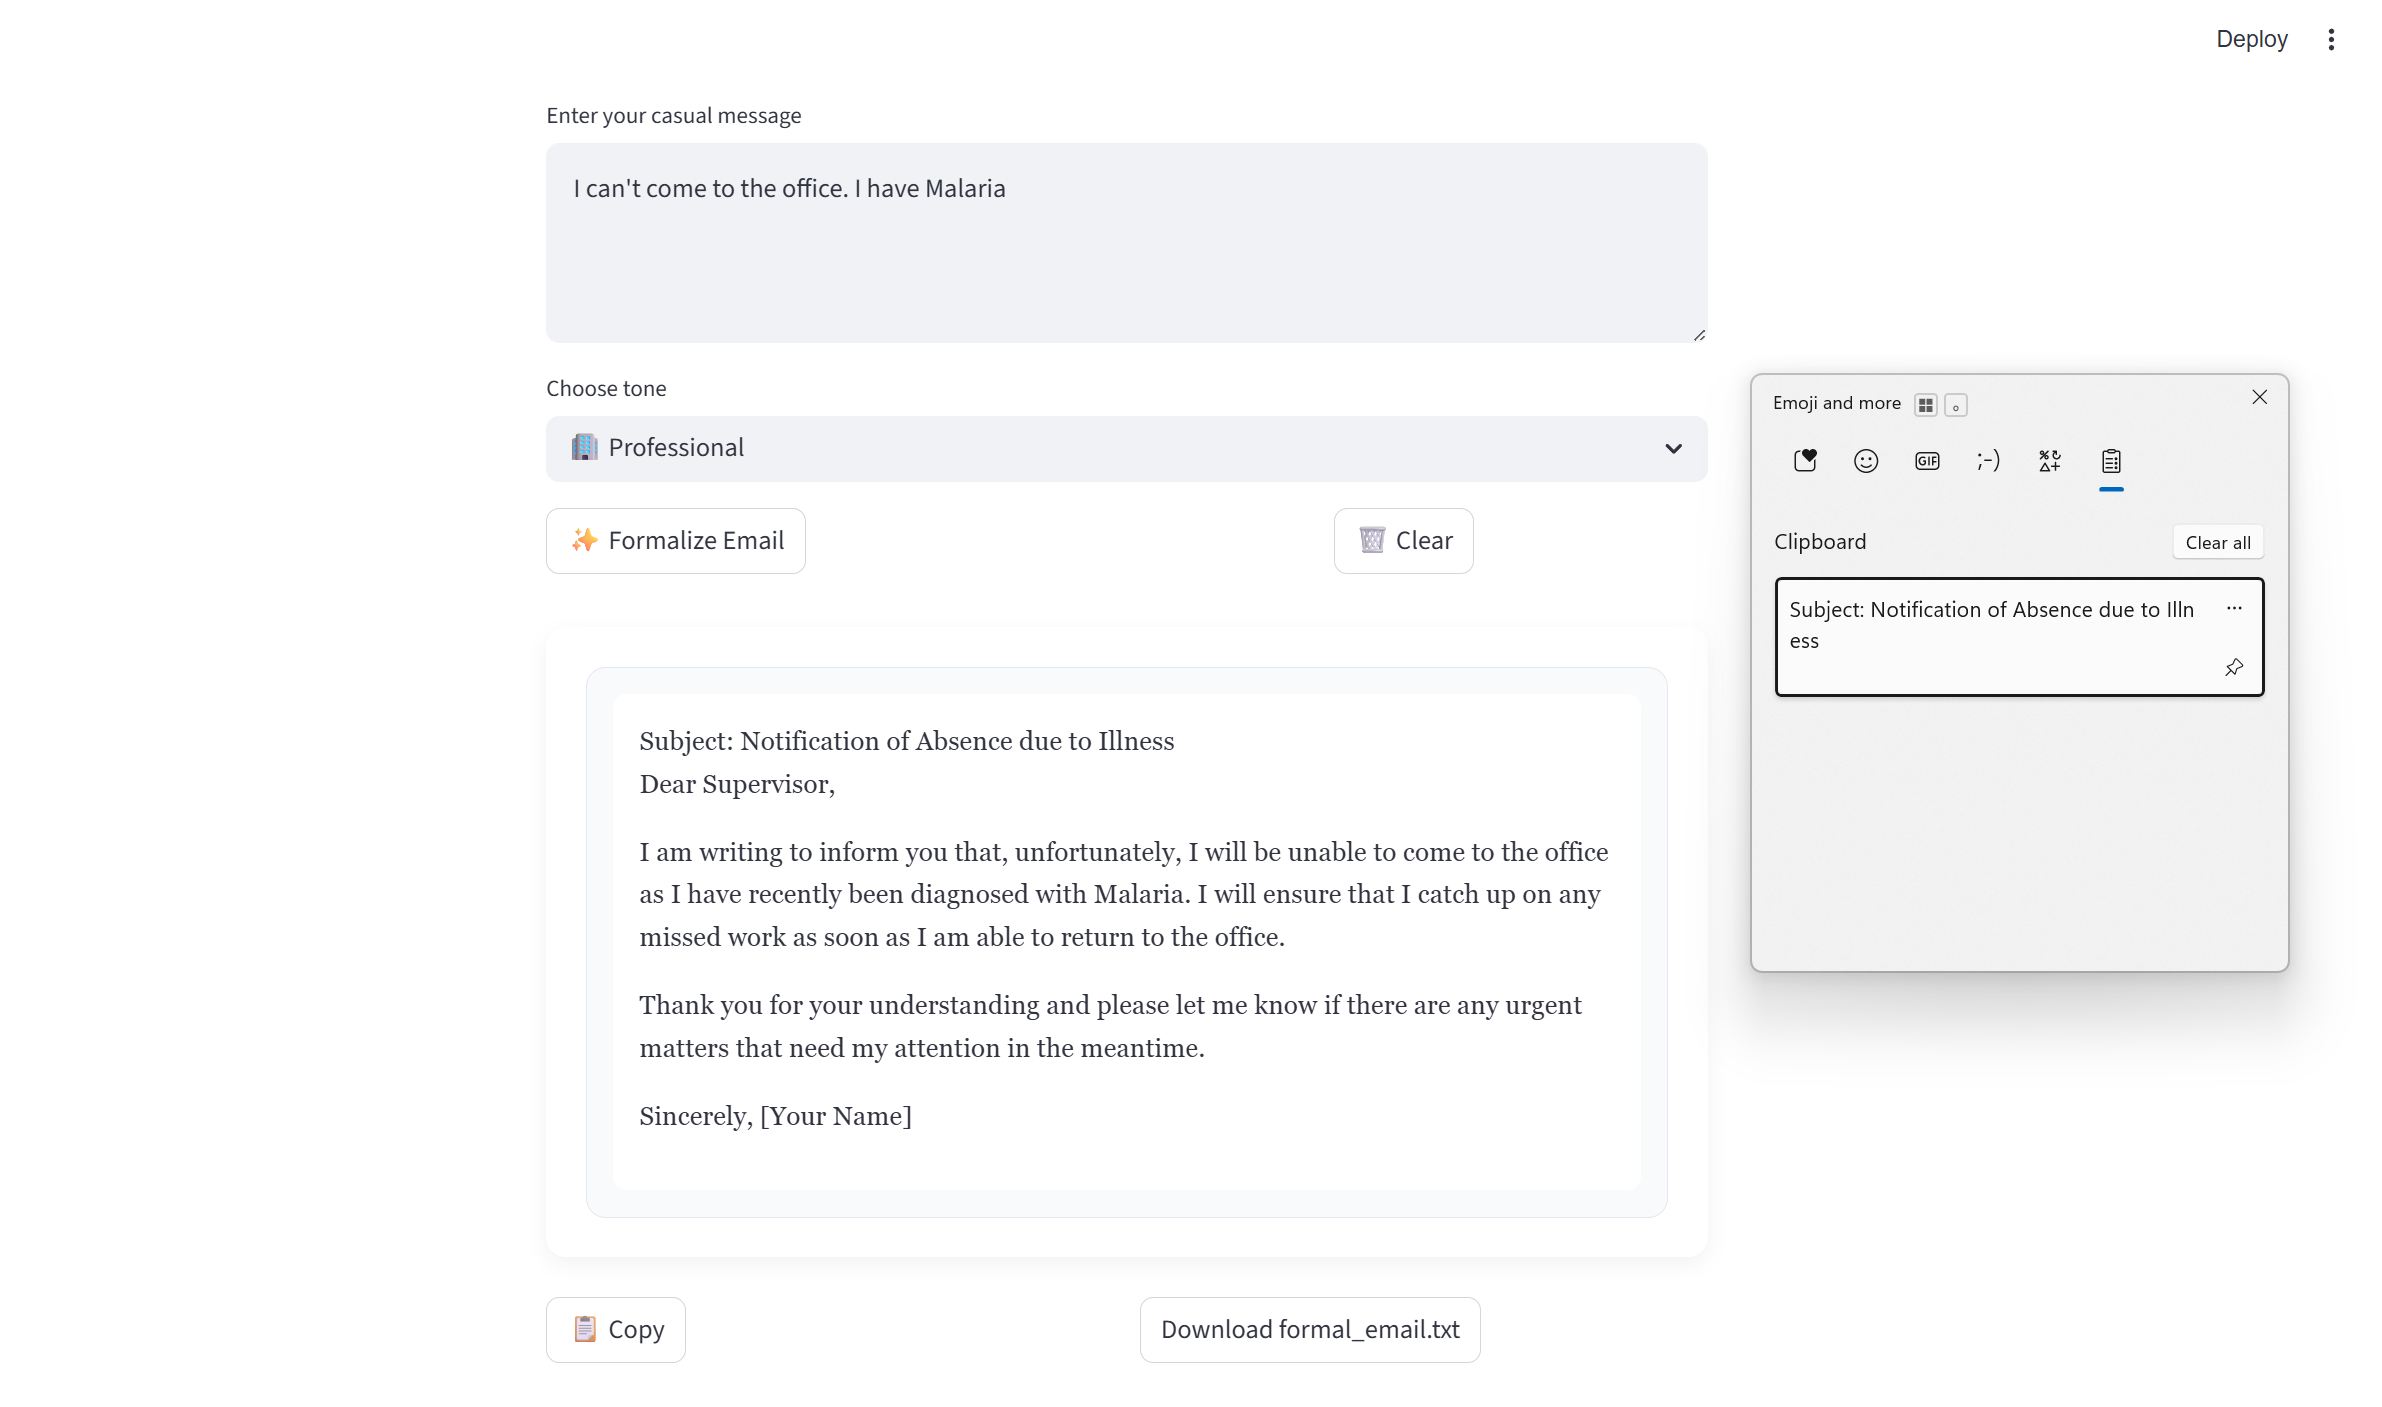 Deploy
Enter your casual message
I can't come to the office. I have Malaria
Choose tone
Professional
Formalize Email
Clear
Subject: Notification of Absence due to Illness
Dear Supervisor,
I am writing to inform you that, unfortunately, I will be unable to come to the office
as I have recently been diagnosed with Malaria. I will ensure that I catch up on any
missed work as soon as I am able to return to the office.
Thank you for your understanding and please let me know if there are any urgent
matters that need my attention in the meantime.
Sincerely, [Your Name]
Copy
Download formal_email.txt
Emoji and more
GIF
;-)
Clipboard
Clear all
Subject: Notification of Absence due to Illn
ess